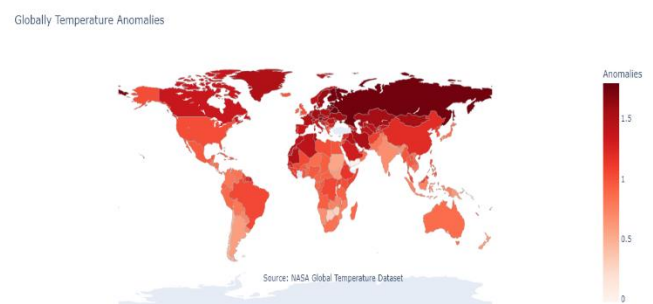 Globally Temperature Anomalies
Anomalies
1.5
1
0.5
0
Source: NASA Global Temperature Dataset